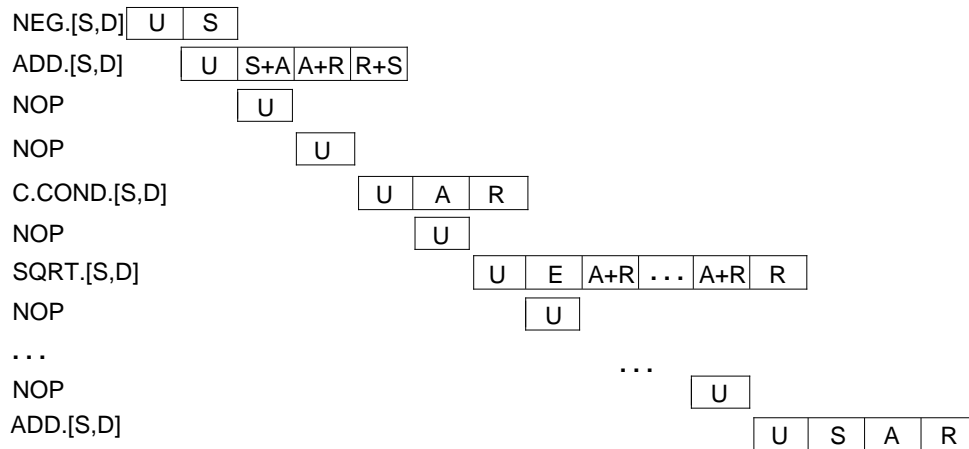 NEG.[S,D] U S
ADD.[S,D] U S+A A+R R+S
NOP U
NOP U
C.COND.[S,D] U A R
NOP U
SQRT.[S,D] U E A+R ... A+R R
NOP U
... ...
NOP U
ADD.[S,D] U S A R